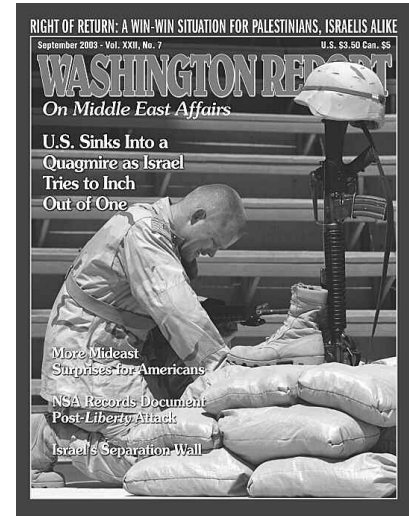 RIGHT OF RETURN: A WIN-WIN SITUATION FOR PALESTINIANS, ISRAELIS ALIKE
September 2003 - Vol. XXII, No. 7 U.S. $3.50 Can. $5
WASHINGTON REPORT
On Middle East Affairs
U.S. Sinks Into a
Quagmire as Israel
Tries to Inch
Out of One
More Mideast
Surprises for Americans
NSA Records Document
Post-Liberty Attack
Israel's Separation Wall